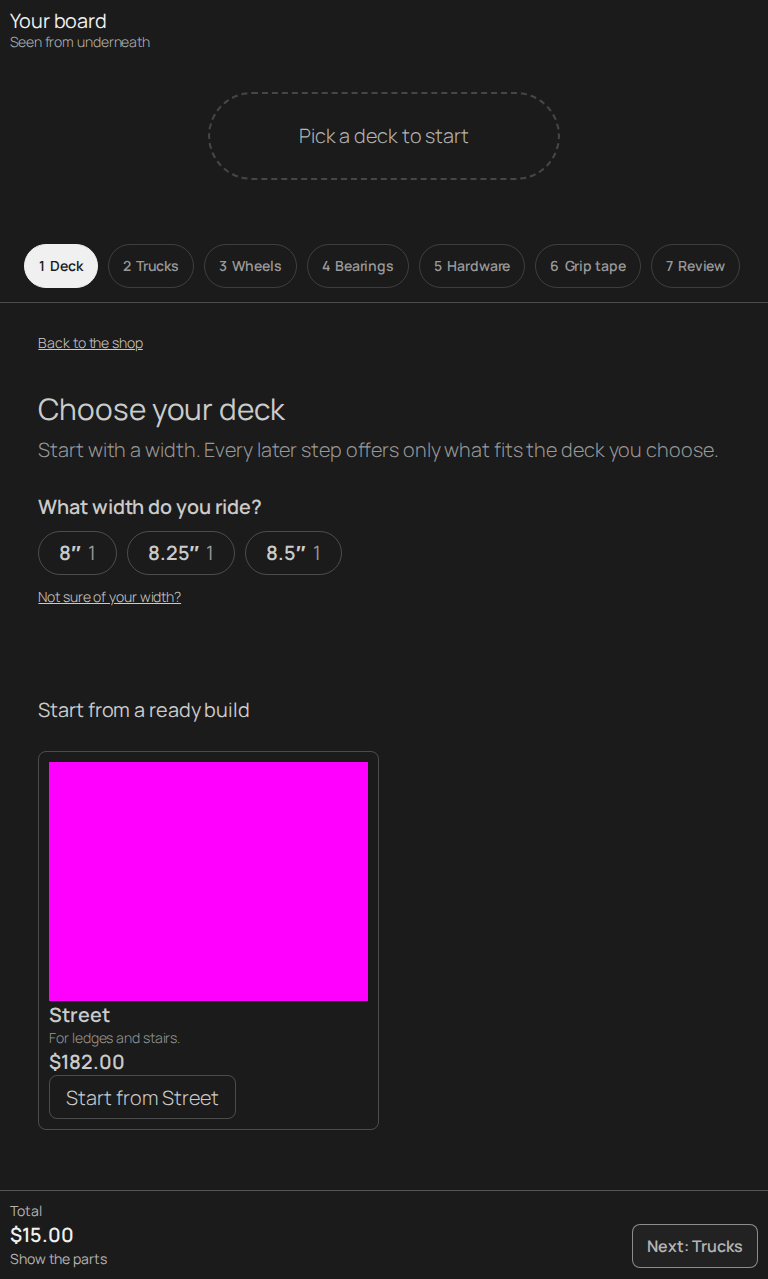 Your board
Seen from underneath
Pick a deck to start
1 Deck
2 Trucks
3 Wheels
4 Bearings
5 Hardware
6 Grip tape
7 Review
Back to the shop
Choose your deck
Start with a width. Every later step offers only what fits the deck you choose.
What width do you ride?
8″ 1
8.25″ 1
8.5″ 1
Not sure of your width?
Start from a ready build
Street
For ledges and stairs.
$182.00
Start from Street
Total
$15.00
Show the parts
Next: Trucks